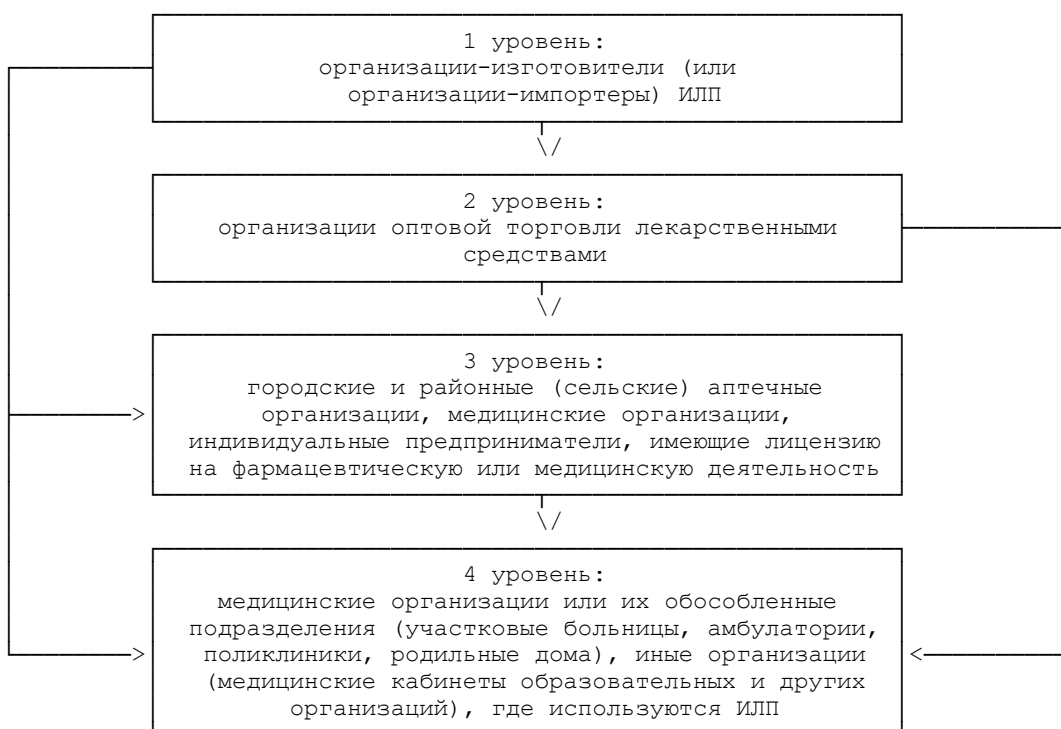 1 уровень:
организации-изготовители (или
организации-импортеры) ИЛП
2 уровень:
организации оптовой торговли лекарственными
средствами
3 уровень:
городские и районные (сельские) аптечные
организации, медицинские организации,
индивидуальные предприниматели, имеющие лицензию
на фармацевтическую или медицинскую деятельность
4 уровень:
медицинские организации или их обособленные
подразделения (участковые больницы, амбулатории,
поликлиники, родильные дома), иные организации
(медицинские кабинеты образовательных и других
организаций), где используются ИЛП